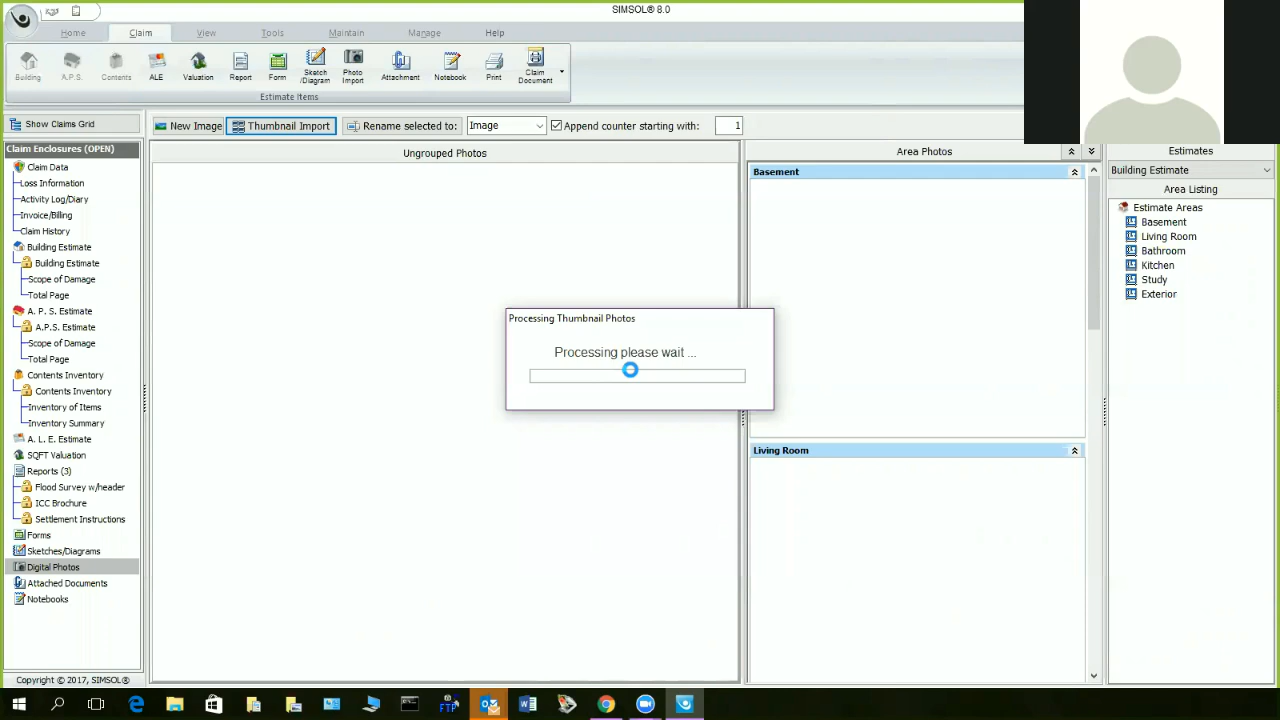 SIMSOL® 8.0
Home
Claim
View
Tools
Maintain
Manage
Help
Building
A.P.S.
Contents
ALE
Valuation
Report
Form
Sketch
/Diagram
Photo
Import
Attachment
Notebook
Print
Claim
Document
Estimate Items
Show Claims Grid
New Image
Thumbnail Import
Rename selected to:
Image
Append counter starting with:
1
Claim Enclosures (OPEN)
Claim Data
Loss Information
Activity Log/Diary
Invoice/Billing
Claim History
Building Estimate
Building Estimate
Scope of Damage
Total Page
A. P. S. Estimate
A.P.S. Estimate
Scope of Damage
Total Page
Contents Inventory
Contents Inventory
Inventory of Items
Inventory Summary
A. L. E. Estimate
SQFT Valuation
Reports (3)
Flood Survey w/header
ICC Brochure
Settlement Instructions
Forms
Sketches/Diagrams
Digital Photos
Attached Documents
Notebooks
Copyright © 2017, SIMSOL®
Ungrouped Photos
Processing Thumbnail Photos
Processing please wait ...
Area Photos
Basement
Living Room
Estimates
Building Estimate
Area Listing
Estimate Areas
Basement
Living Room
Bathroom
Kitchen
Study
Exterior
FTP